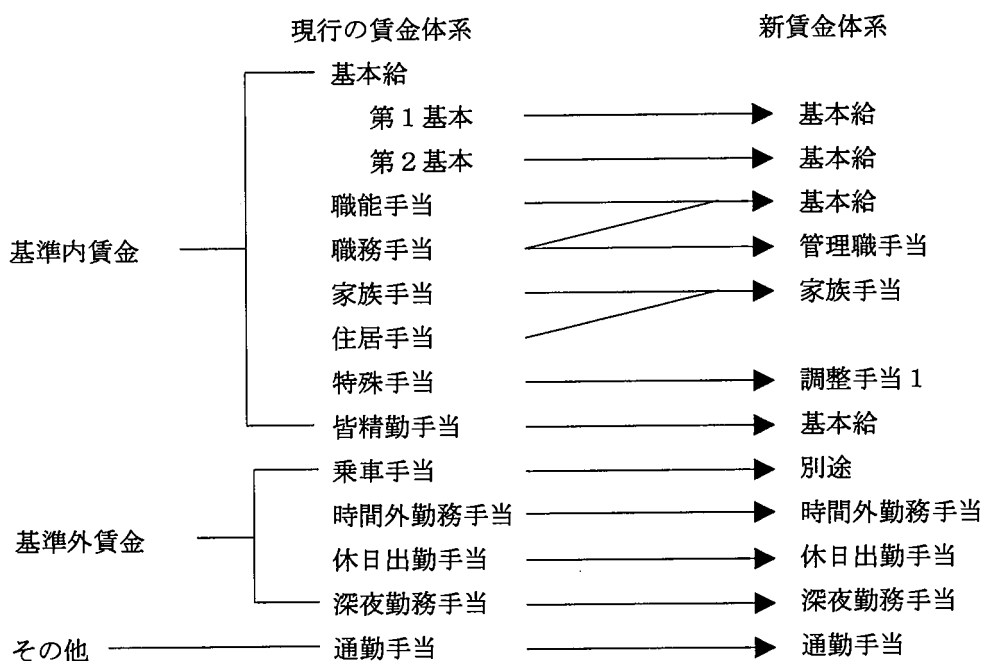 現行の賃金体系 新賃金体系
基本給
第1基本 基本給
第2基本 基本給
職能手当 基本給
基準内賃金 職務手当 管理職手当
家族手当 家族手当
住居手当
特殊手当 調整手当1
皆精勤手当 基本給
乗車手当 別途
時間外勤務手当 時間外勤務手当
基準外賃金 休日出勤手当 休日出勤手当
深夜勤務手当 深夜勤務手当
その他 通勤手当 通勤手当